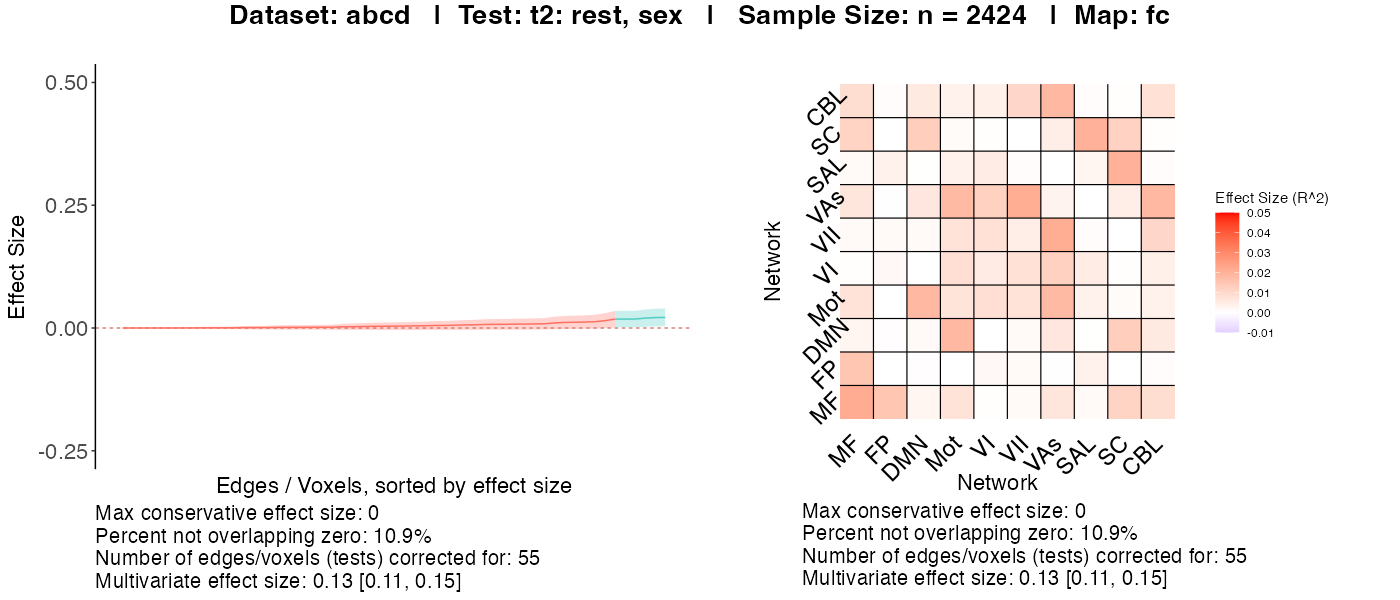 Dataset: abcd | Test: t2: rest, sex | Sample Size: n = 2424 | Map: fc
0.50
0.25
0.00
-0.25
Effect Size
Edges / Voxels, sorted by effect size
Max conservative effect size: 0
Percent not overlapping zero: 10.9%
Number of edges/voxels (tests) corrected for: 55
Multivariate effect size: 0.13 [0.11, 0.15]
Network
CBL
SC
SAL
VAs
VII
VI
Mot
DMN
FP
MF
MF FP DMN Mot VI VII VAs SAL SC CBL
Network
Effect Size (R^2)
0.05
0.04
0.03
0.02
0.01
0.00
-0.01
Max conservative effect size: 0
Percent not overlapping zero: 10.9%
Number of edges/voxels (tests) corrected for: 55
Multivariate effect size: 0.13 [0.11, 0.15]